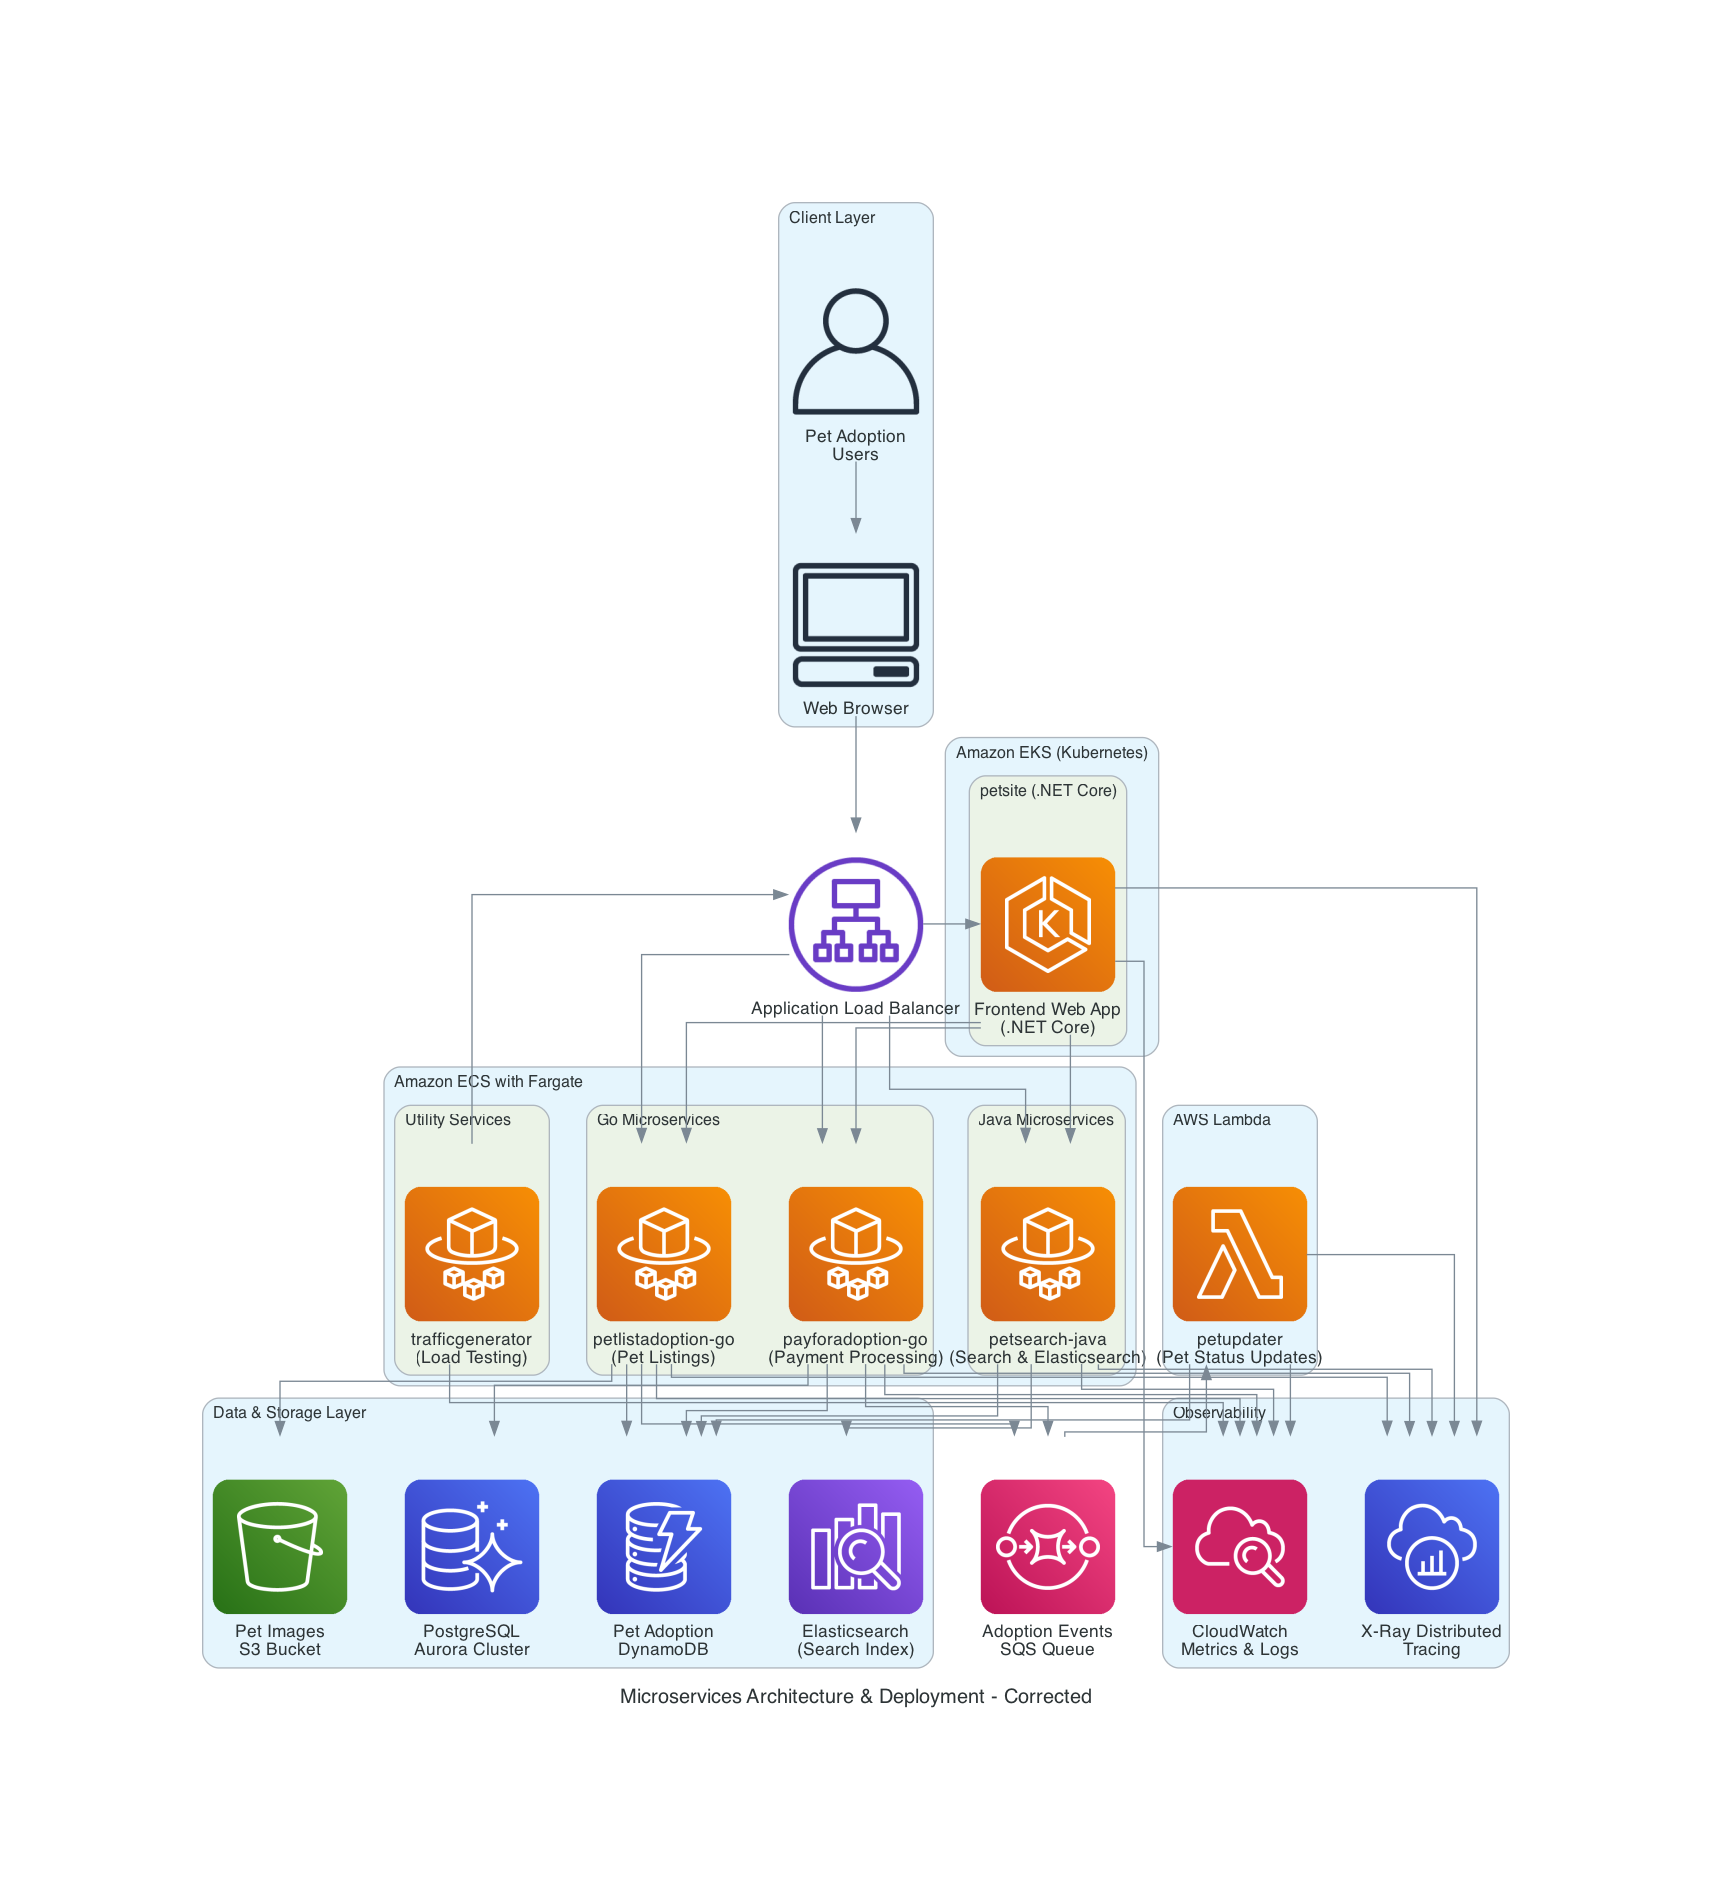 Client Layer
Pet Adoption
Users
Web Browser
Amazon EKS (Kubernetes)
petsite (.NET Core)
K
Application Load Balancer
Frontend Web App
(.NET Core)
Amazon ECS with Fargate
Utility Services
Go Microservices
Java Microservices
AWS Lambda
trafficgenerator
(Load Testing)
petlistadoption-go
(Pet Listings)
payforadoption-go
(Payment Processing)
petsearch-java
(Search & Elasticsearch)
petupdater
(Pet Status Updates)
Data & Storage Layer
Observability
Pet Images
S3 Bucket
PostgreSQL
Aurora Cluster
Pet Adoption
DynamoDB
Elasticsearch
(Search Index)
Adoption Events
SQS Queue
CloudWatch
Metrics & Logs
X-Ray Distributed
Tracing
Microservices Architecture & Deployment - Corrected